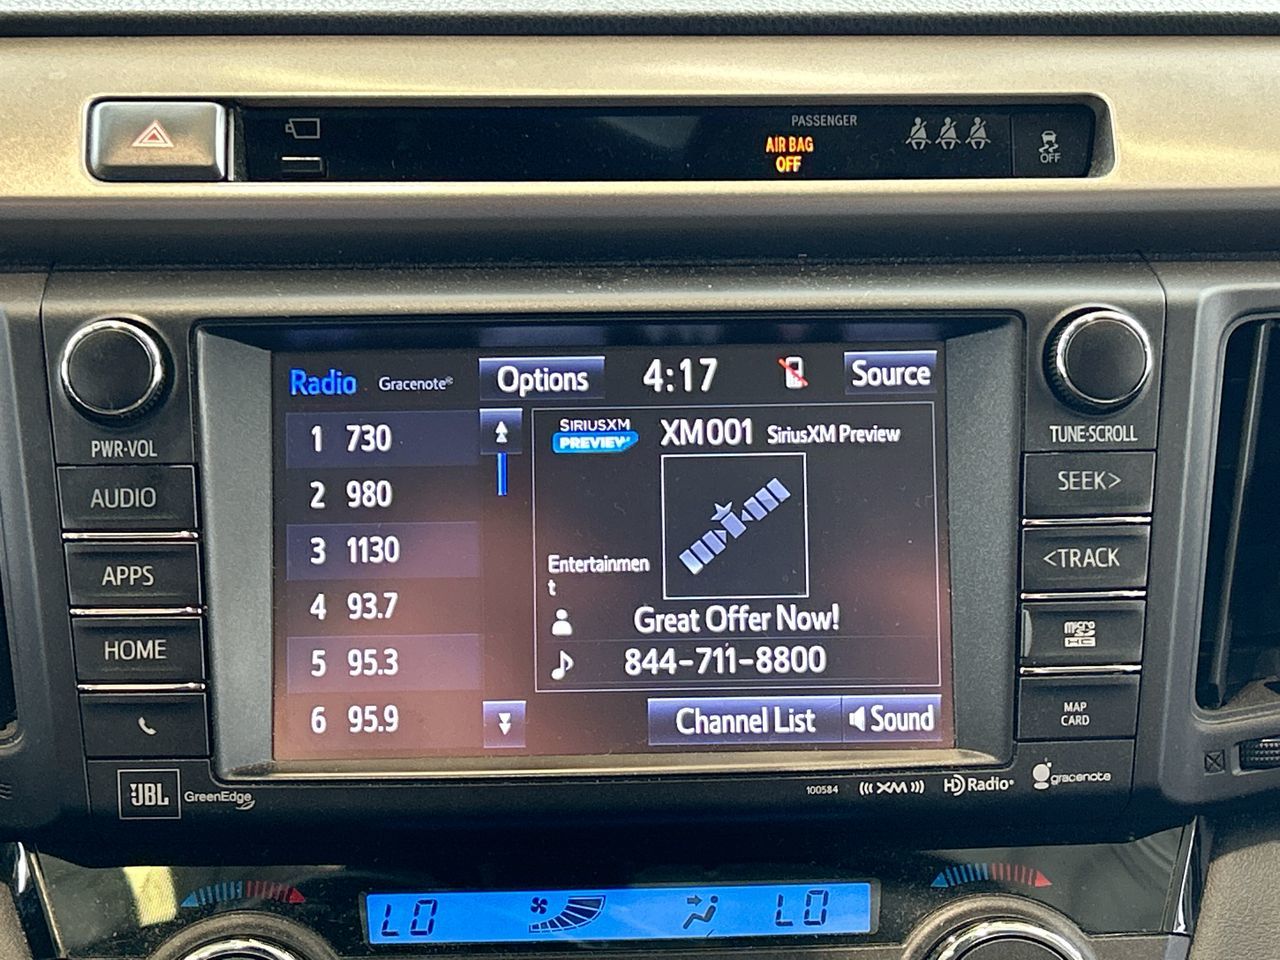 PASSENGER
AIR BAG
OFF
OFF
Radio Gracenote® Options 4:17 Source
1 730
2 980
3 1130
4 93.7
5 95.3
6 95.9
SIRIUSXM
PREVIEW
XM001 SiriusXM Preview
Entertainmen
t
Great Offer Now!
844-711-8800
Channel List Sound
PWR-VOL
AUDIO
APPS
HOME
TUNE-SCROLL
SEEK>
<TRACK
micro
SD
HC
MAP
CARD
JBL GreenEdge
100584 (((XM))) HD Radio® gracenote
LO LO